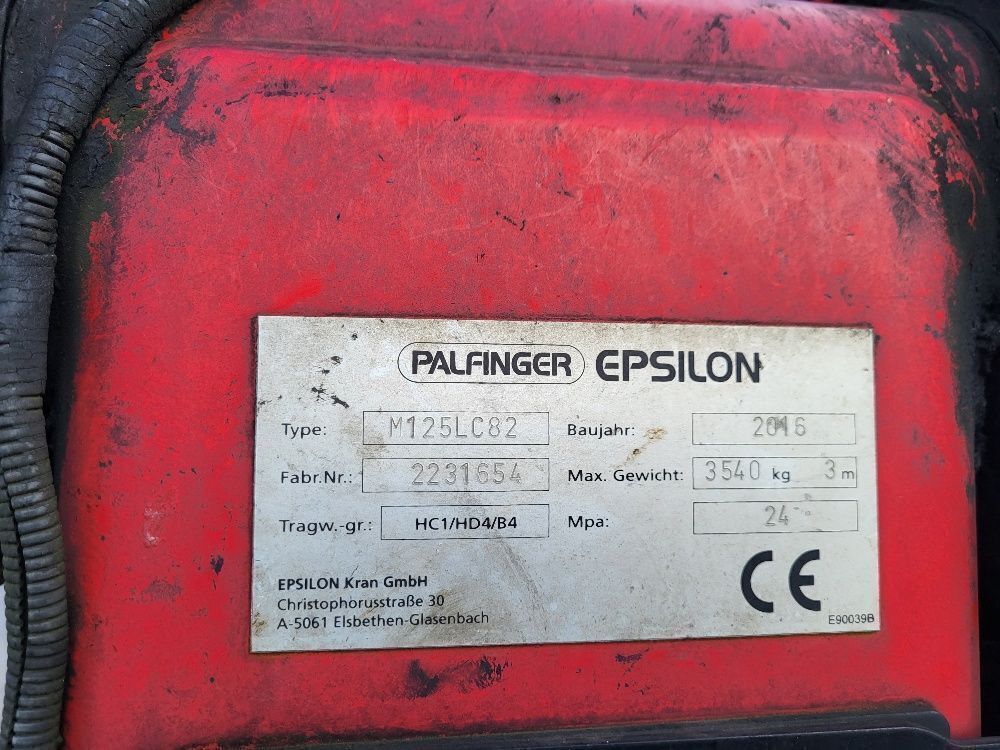 PALFINGER EPSILON
Type: M125LC82 Baujahr: 2016
Fabr.Nr.: 2231654 Max. Gewicht: 3540 kg 3 m
Tragw.-gr.: HC1/HD4/B4 Mpa: 24
EPSILON Kran GmbH
Christophorusstraße 30
A-5061 Elsbethen-Glasenbach
CE
E90039B